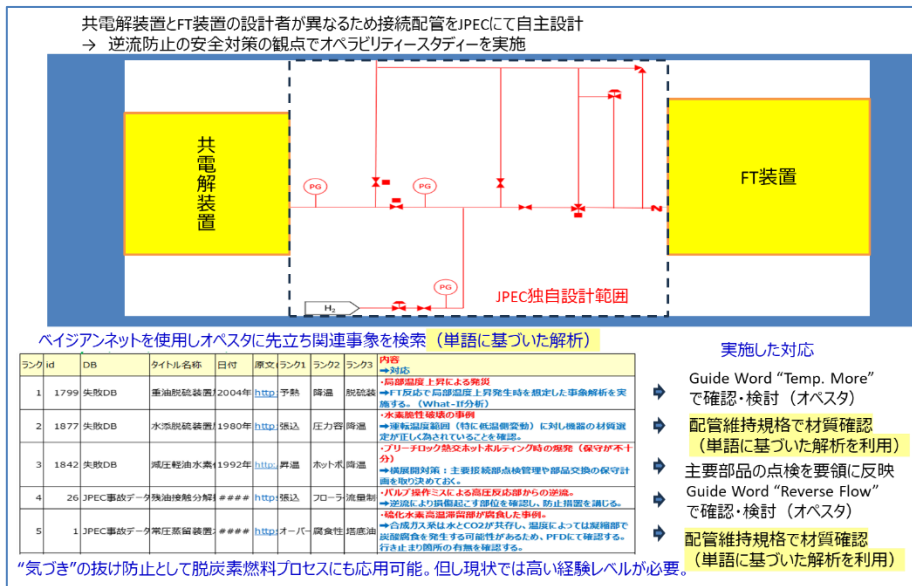 共電解装置とFT装置の設計者が異なるため接続配管をJPECにて自主設計
→ 逆流防止の安全対策の観点でオペラビリティースタディーを実施
共電解装置
PG
PG
PG
H2
FT装置
JPEC独自設計範囲
ベイジアンネットを使用しオペスタに先立ち関連事象を検索（単語に基づいた解析）
ランク id DB タイトル名称 日付 原文 ランク1 ランク2 ランク3 内容
→対応
1 1799 失敗DB 重油脱硫装置 2004年 http: 予熱 降温 脱硫装 ・局部温度上昇による発災
→FT反応で局部温度上昇発生時を想定した事象解析を実施する。（What-If分析）
2 1877 失敗DB 水添脱硫装置 1980年 http: 張込 圧力容 降温 ・水素脆性破壊の事例
→運転温度範囲（特に低温側変動）に対し機器の材質選定が正しく為されていることを確認。
3 1842 失敗DB 減圧軽油水素 1992年 http: 昇温 ホットボ 降温 ・ブリーチロック熱交ホットボルティング時の爆発（保守が不十分）
→横展開対策：主要接続部点検管理や部品交換の保守計画を取り決めておく。
4 26 JPEC事故データ 残油接触分解 #### http: 張込 フローラ 流量制 ・バルブ操作ミスによる高圧反応部からの逆流。
→逆流により損傷起こす部位を確認し、防止措置を講じる。
5 1 JPEC事故データ 常圧蒸留装置 #### http: オーバー 腐食性 塔底油 ・硫化水素高温滞留部が腐食した事例。
→合成ガス系は水とCO2が共存し、温度によっては凝縮部で炭酸腐食を発生する可能性があるため、PFDにて確認する。行き止まり箇所の有無を確認する。
実施した対応
Guide Word “Temp. More”
で確認・検討（オペスタ）
配管維持規格で材質確認
（単語に基づいた解析を利用）
主要部品の点検を要領に反映
Guide Word “Reverse Flow”
で確認・検討（オペスタ）
配管維持規格で材質確認
（単語に基づいた解析を利用）
“気づき”の抜け防止として脱炭素燃料プロセスにも応用可能。但し現状では高い経験レベルが必要。